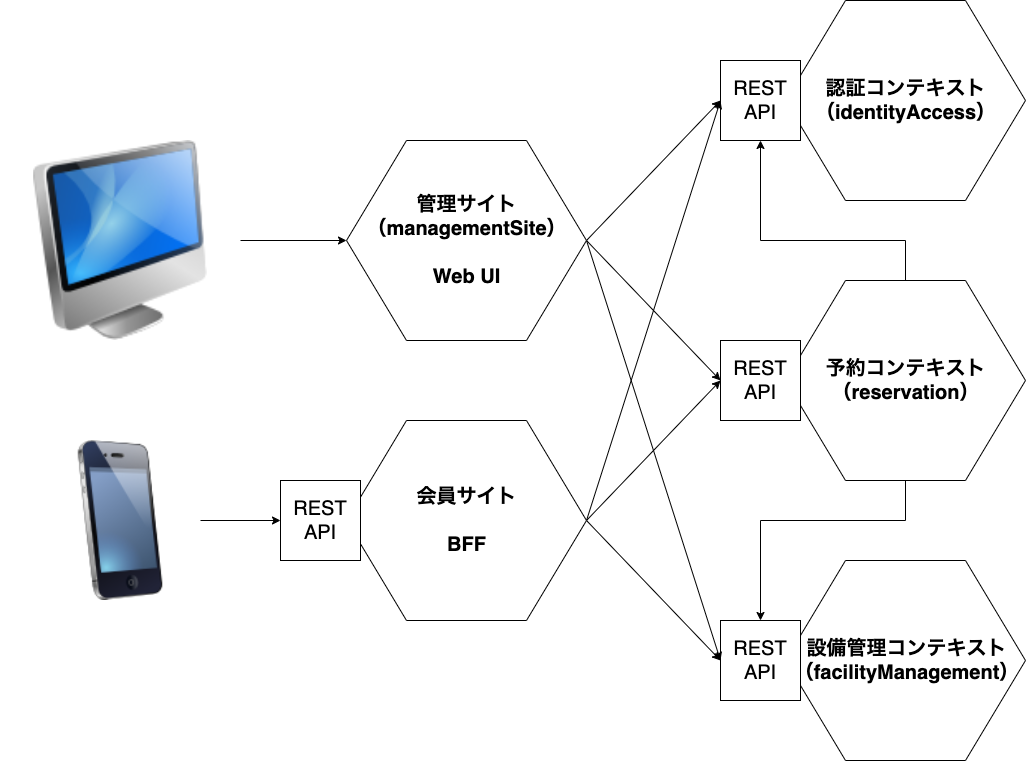 REST
API
認証コンテキスト
（identityAccess）
管理サイト
（managementSite）
Web UI
REST
API
予約コンテキスト
（reservation）
REST
API
会員サイト
BFF
REST
API
設備管理コンテキスト
（facilityManagement）